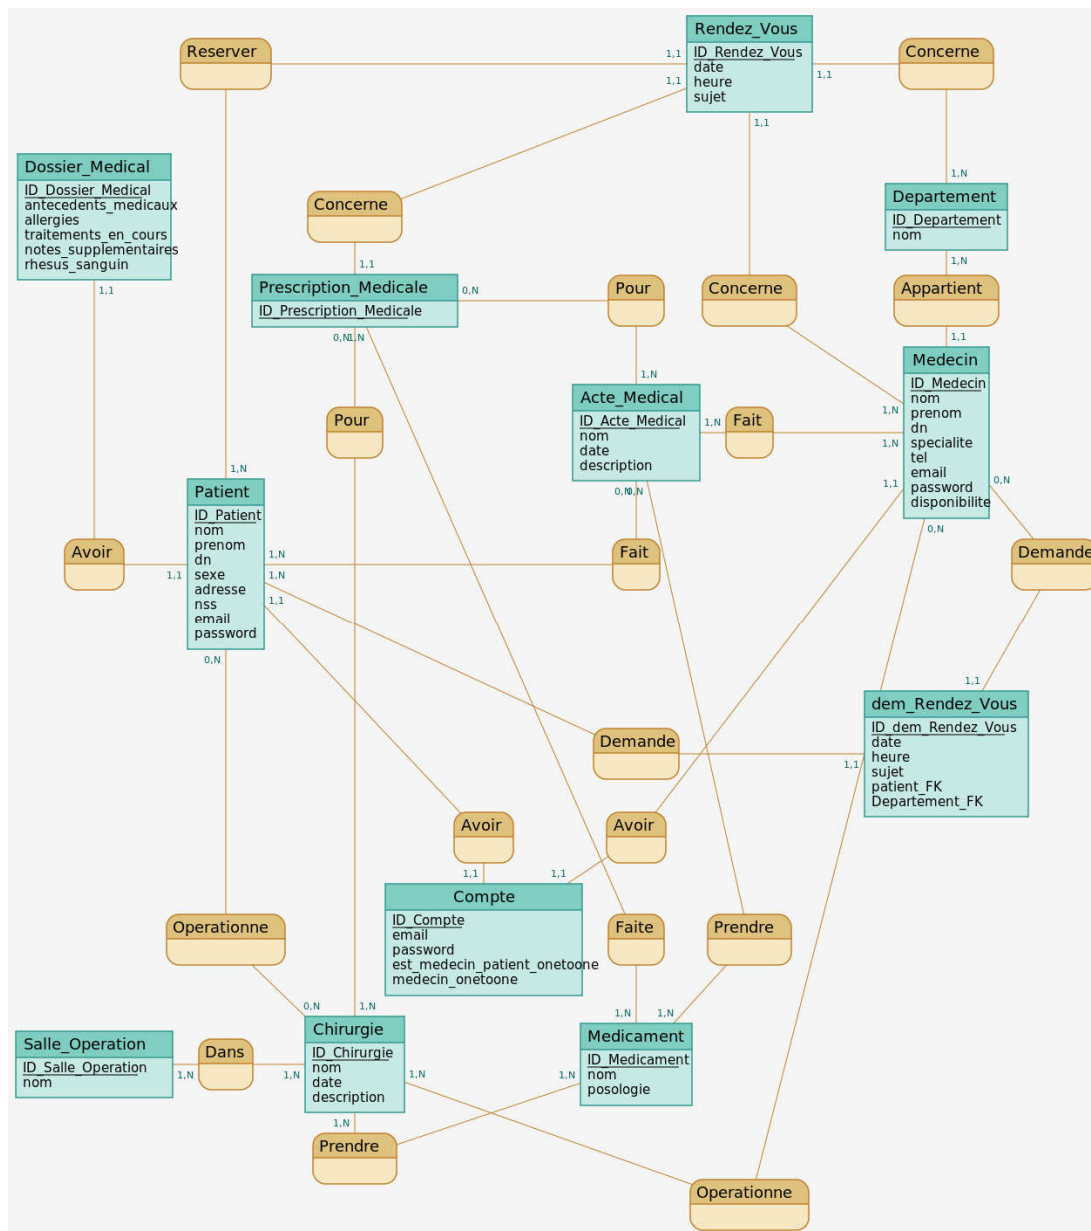 Rendez_Vous
ID_Rendez_Vous
date
heure
sujet
Reserver
1,1
1,1
1,1
1,1
Concerne
1,N
Dossier_Medical
ID_Dossier_Medical
antecedents_medicaux
allergies
traitements_en_cours
notes_supplementaires
rhesus_sanguin
1,1
Concerne
1,1
Departement
ID_Departement
nom
1,N
Prescription_Medicale
ID_Prescription_Medicale
0,N
0,N
1,N
Pour
Concerne
Appartient
1,1
1,N
Acte_Medical
ID_Acte_Medical
nom
date
description
1,N
0,N
0,N
Fait
Medecin
ID_Medecin
nom
prenom
dn
specialite
tel
email
password
disponibilite
1,N
1,N
1,1
0,N
0,N
Pour
1,N
Patient
ID_Patient
nom
prenom
dn
sexe
adresse
nss
email
password
Avoir
1,1
1,N
1,N
1,1
0,N
Fait
Demande
1,1
dem_Rendez_Vous
ID_dem_Rendez_Vous
date
heure
sujet
patient_FK
Departement_FK
Demande
1,1
Avoir
1,1
Avoir
1,1
Compte
ID_Compte
email
password
est_medecin_patient_onetoone
medecin_onetoone
Operationne
Faite
Prendre
0,N
1,N
1,N
1,N
Salle_Operation
ID_Salle_Operation
nom
1,N
Dans
1,N
Chirurgie
ID_Chirurgie
nom
date
description
1,N
1,N
Medicament
ID_Medicament
nom
posologie
1,N
Prendre
Operationne